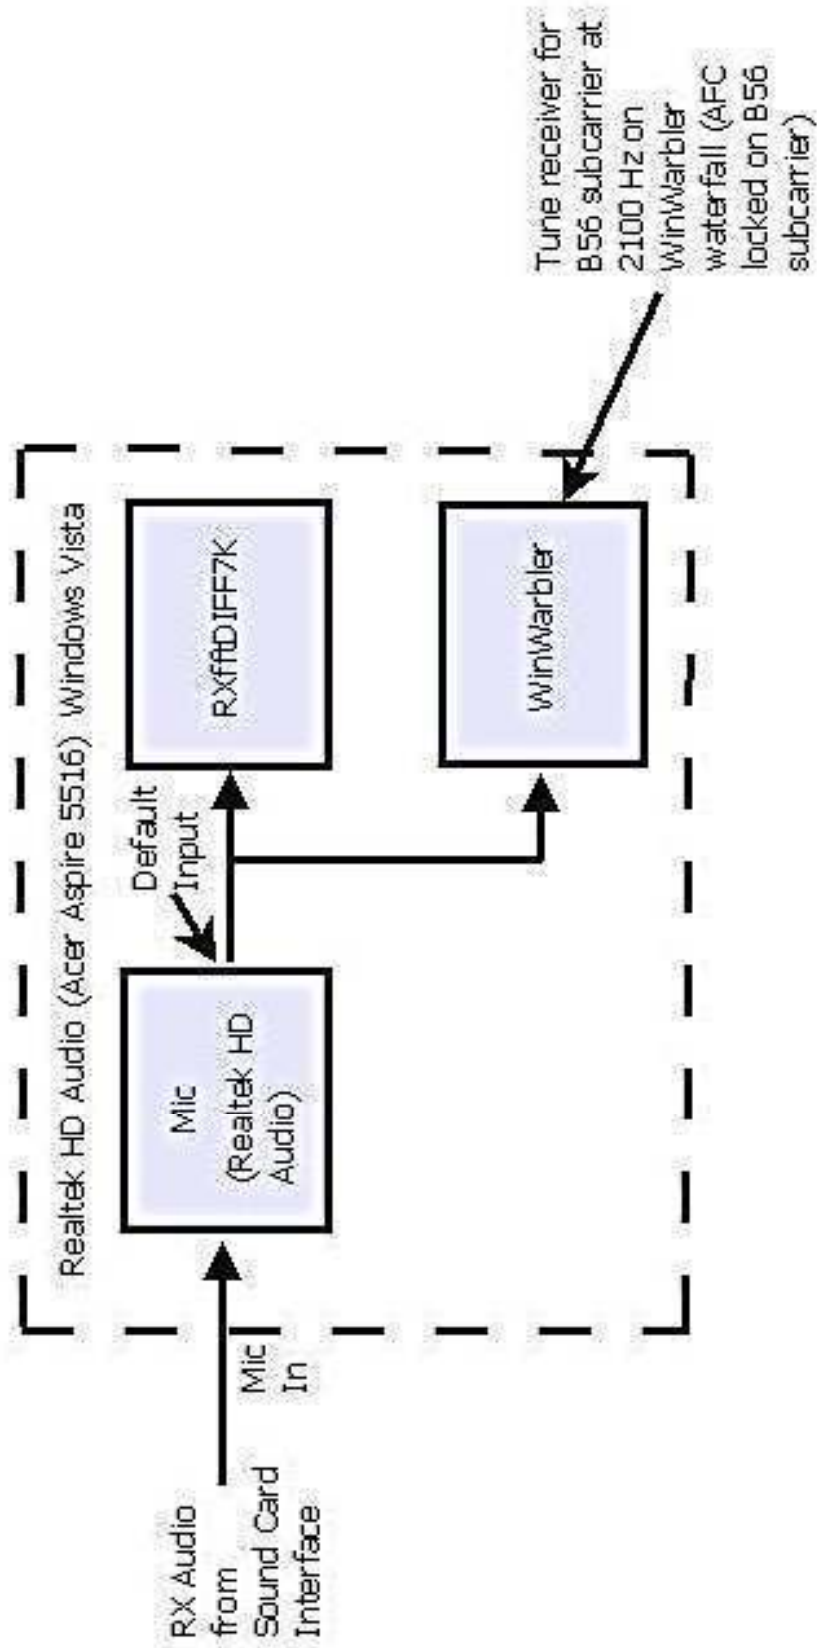 Realtek HD Audio (Acer Aspire 5516) Windows Vista
RX Audio
from
Sound Card
Interface
Mic
In
Mic
(Realtek HD
Audio)
Default
Input
RXfftDIFF7K
WinWarbler
Tune receiver for
B56 subcarrier at
2100 Hz on
WinWarbler
waterfall (AFC
locked on B56
subcarrier)